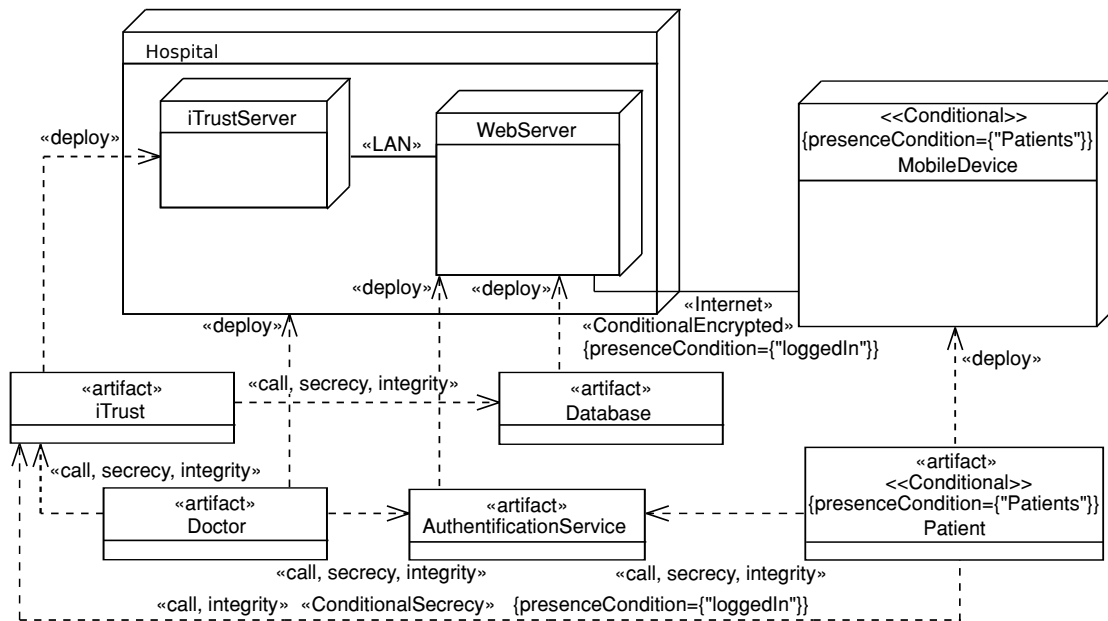 Hospital
iTrustServer
«LAN»
WebServer
<<Conditional>>
{presenceCondition={"Patients"}}
MobileDevice
«deploy»
«deploy»
«deploy»
«deploy»
«Internet»
«ConditionalEncrypted»
{presenceCondition={"loggedIn"}}
«deploy»
«artifact»
iTrust
«call, secrecy, integrity»
«artifact»
Database
«call, secrecy, integrity»
«artifact»
Doctor
«artifact»
AuthentificationService
«artifact»
<<Conditional>>
{presenceCondition={"Patients"}}
Patient
«call, secrecy, integrity»
«call, secrecy, integrity»
«call, integrity» «ConditionalSecrecy» {presenceCondition={"loggedIn"}}